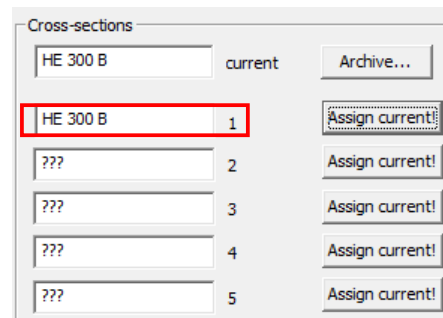 Cross-sections
HE 300 B current Archive...
HE 300 B 1 Assign current!
??? 2 Assign current!
??? 3 Assign current!
??? 4 Assign current!
??? 5 Assign current!